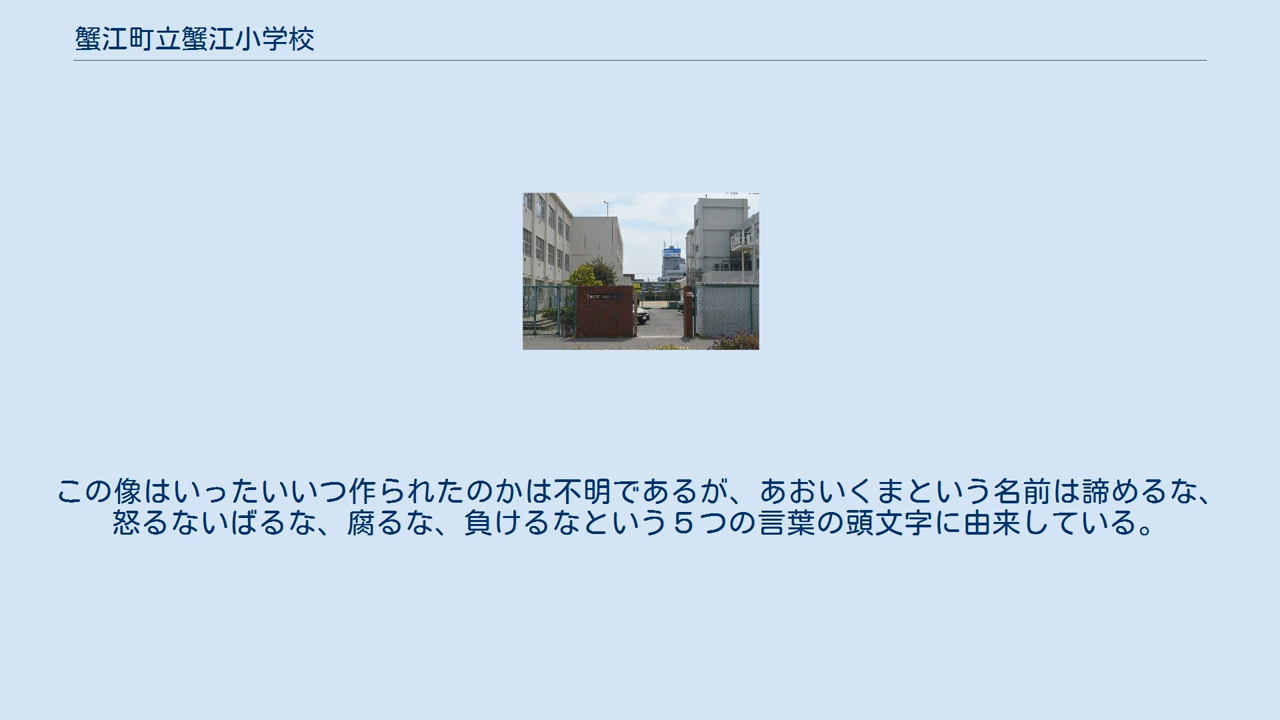 蟹江町立蟹江小学校
この像はいったいいつ作られたのかは不明であるが、あおいくまという名前は諦めるな、
怒るないばるな、腐るな、負けるなという５つの言葉の頭文字に由来している。